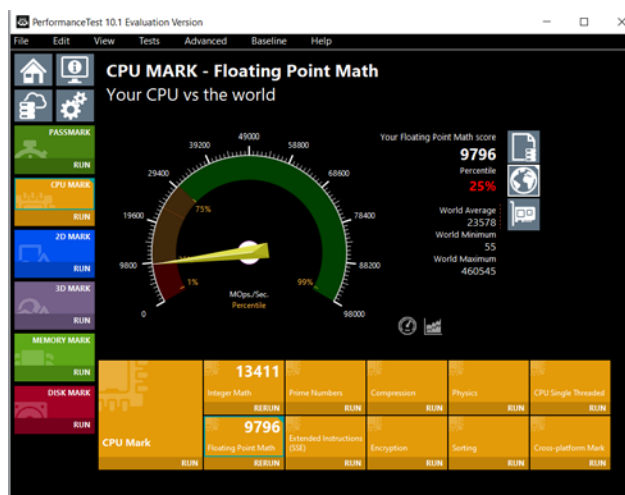 PerformanceTest 10.1 Evaluation Version
File Edit View Tests Advanced Baseline Help
CPU MARK - Floating Point Math
Your CPU vs the world
PASSMARK
RUN
CPU MARK
RUN
2D MARK
RUN
3D MARK
RUN
MEMORY MARK
RUN
DISK MARK
RUN
0
9800
19600
29400
39200
49000
58800
68600
78400
88200
98000
1%
75%
99%
MOps./Sec.
Percentile
Your Floating Point Math score
9796
Percentile
25%
World Average
23578
World Minimum
55
World Maximum
460545
CPU Mark
RUN
13411
Integer Math
RERUN
Prime Numbers
RUN
Compression
RUN
Physics
RUN
CPU Single Threaded
RUN
9796
Floating Point Math
RERUN
Extended Instructions
(SSE)
RUN
Encryption
RUN
Sorting
RUN
Cross-platform Mark
RUN